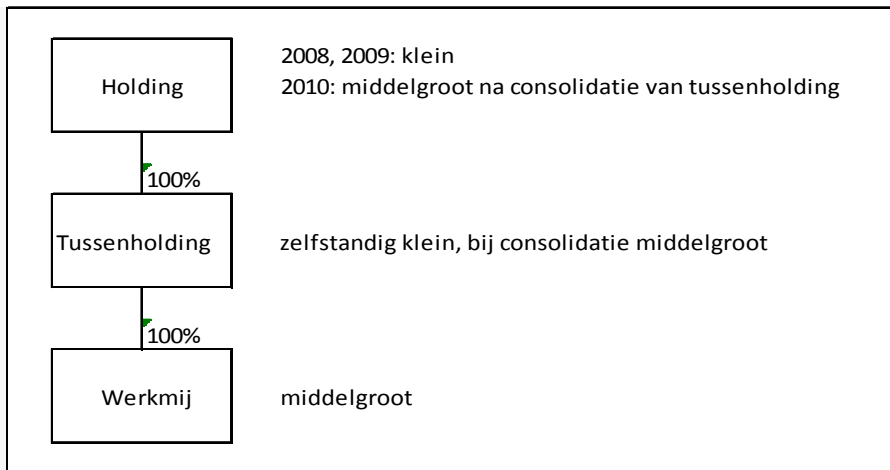 2008, 2009: klein
Holding
2010: middelgroot na consolidatie van tussenholding
100%
Tussenholding
zelfstandig klein, bij consolidatie middelgroot
100%
Werkmij
middelgroot